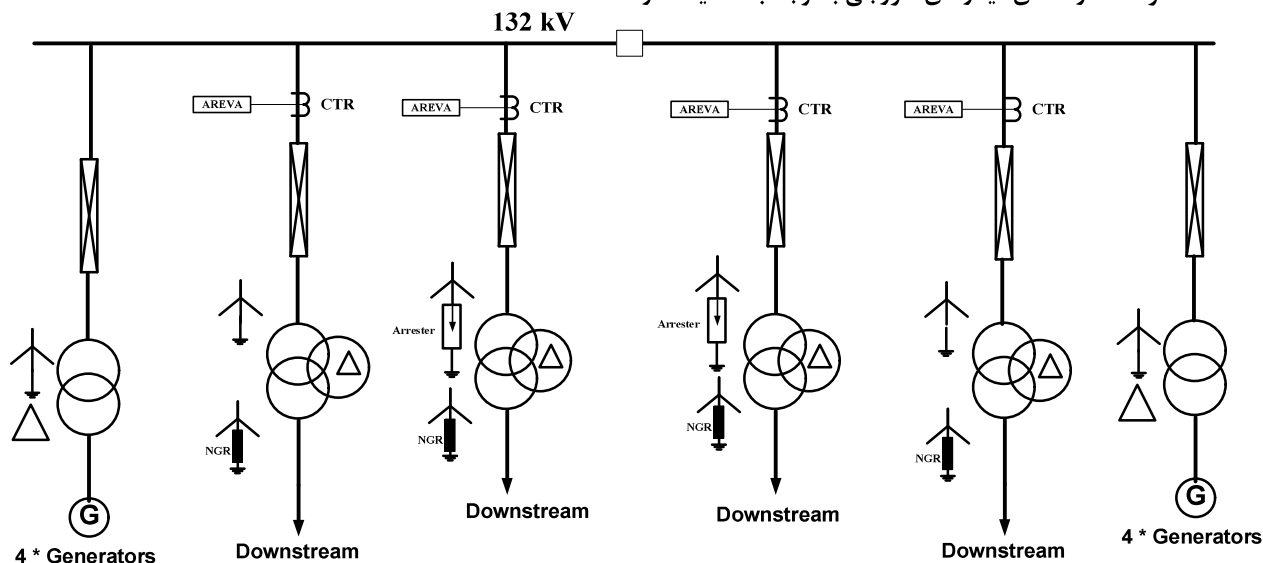 132 kV
AREVA CTR AREVA CTR AREVA CTR AREVA CTR
Arrester Arrester
NGR NGR NGR NGR
G G
Downstream Downstream Downstream Downstream
4 * Generators 4 * Generators